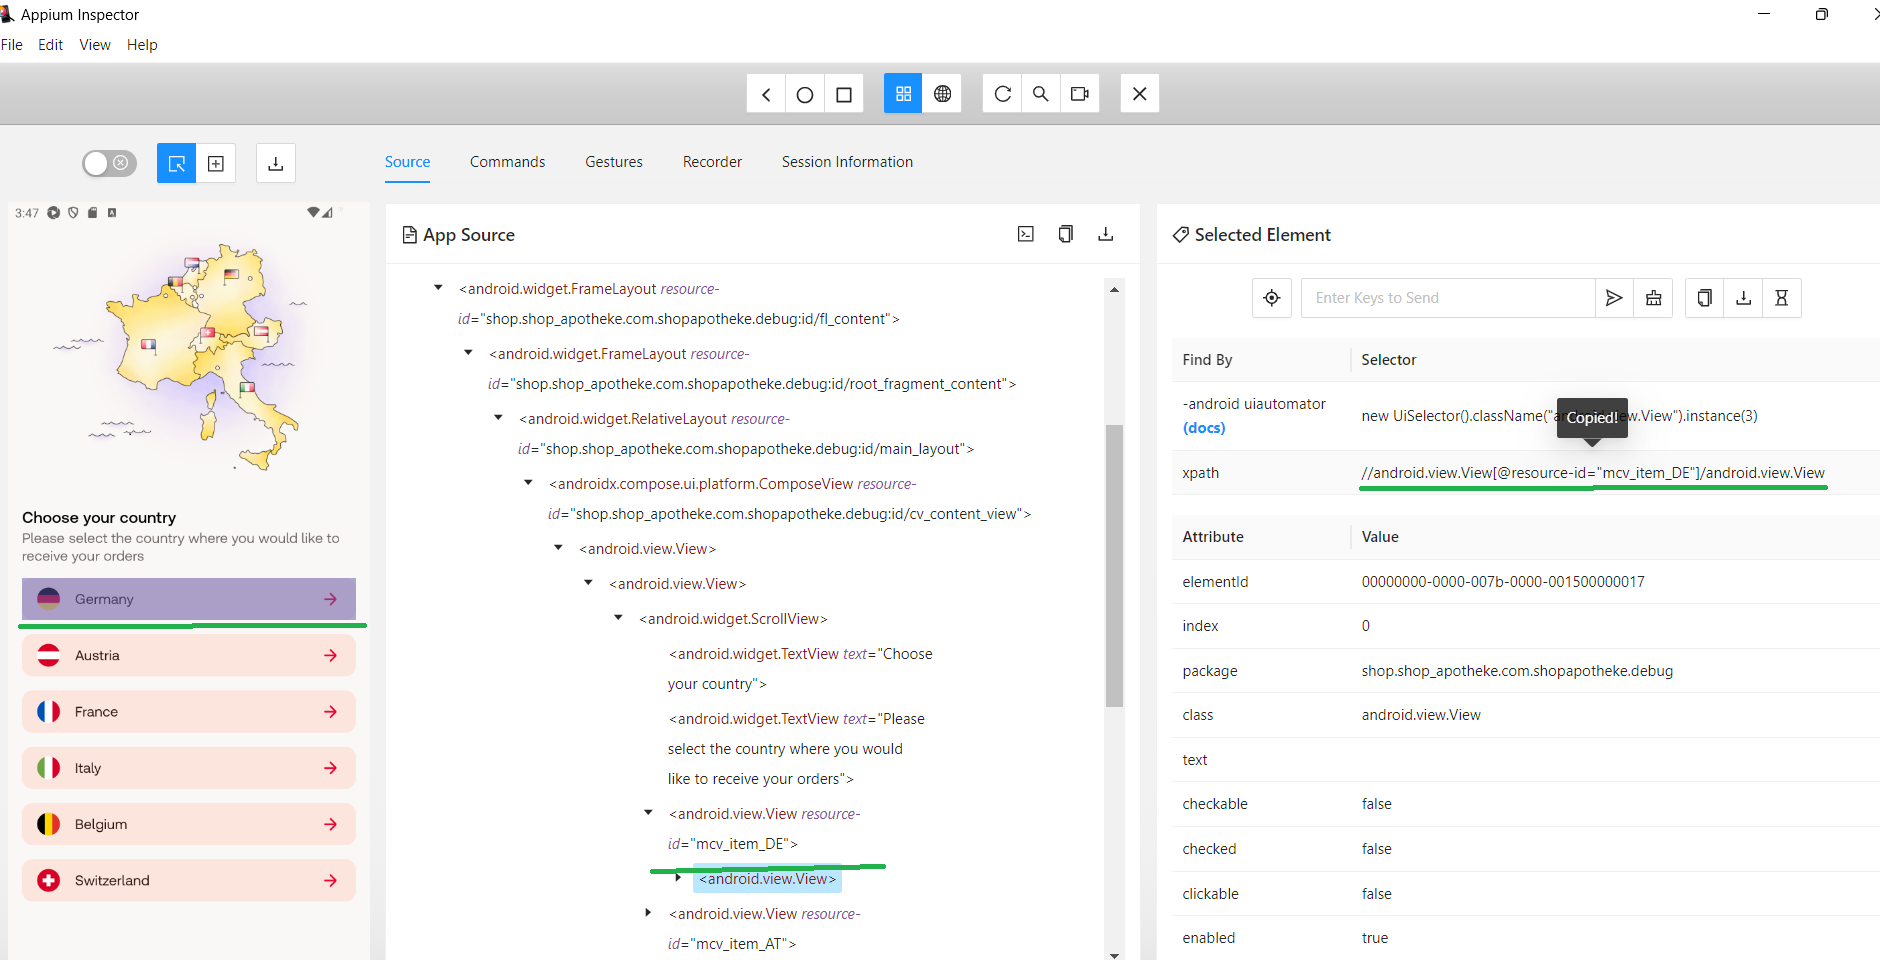 Appium Inspector
File Edit View Help
Source Commands Gestures Recorder Session Information
3:47
Choose your country
Please select the country where you would like to
receive your orders
Germany
Austria
France
Italy
Belgium
Switzerland
App Source
<android.widget.FrameLayout resource-
id="shop.shop_apotheke.com.shopapotheke.debug:id/fl_content">
<android.widget.FrameLayout resource-
id="shop.shop_apotheke.com.shopapotheke.debug:id/root_fragment_content">
<android.widget.RelativeLayout resource-
id="shop.shop_apotheke.com.shopapotheke.debug:id/main_layout">
<androidx.compose.ui.platform.ComposeView resource-
id="shop.shop_apotheke.com.shopapotheke.debug:id/cv_content_view">
<android.view.View>
<android.view.View>
<android.widget.ScrollView>
<android.widget.TextView text="Choose
your country">
<android.widget.TextView text="Please
select the country where you would
like to receive your orders">
<android.view.View resource-
id="mcv_item_DE">
<android.view.View>
<android.view.View resource-
id="mcv_item_AT">
Selected Element
Enter Keys to Send
Find By Selector
-android uiautomator
(docs)
new UiSelector().className("android.view.View").instance(3)
Copied!
xpath //android.view.View[@resource-id="mcv_item_DE"]/android.view.View
Attribute Value
elementId 00000000-0000-007b-0000-001500000017
index 0
package shop.shop_apotheke.com.shopapotheke.debug
class android.view.View
text
checkable false
checked false
clickable false
enabled true